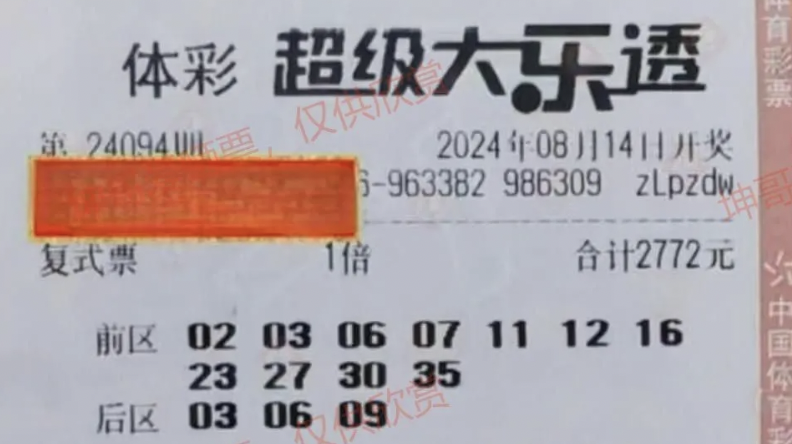 体彩 超级大乐透
第 24094期 2024年08月14日开奖
6-963382 986309 zLpzdw
复式票 1倍 合计2772元
前区 02 03 06 07 11 12 16
23 27 30 35
后区 03 06 09
仅供欣赏
仅供欣赏
坤哥
体育彩票
中国体育彩